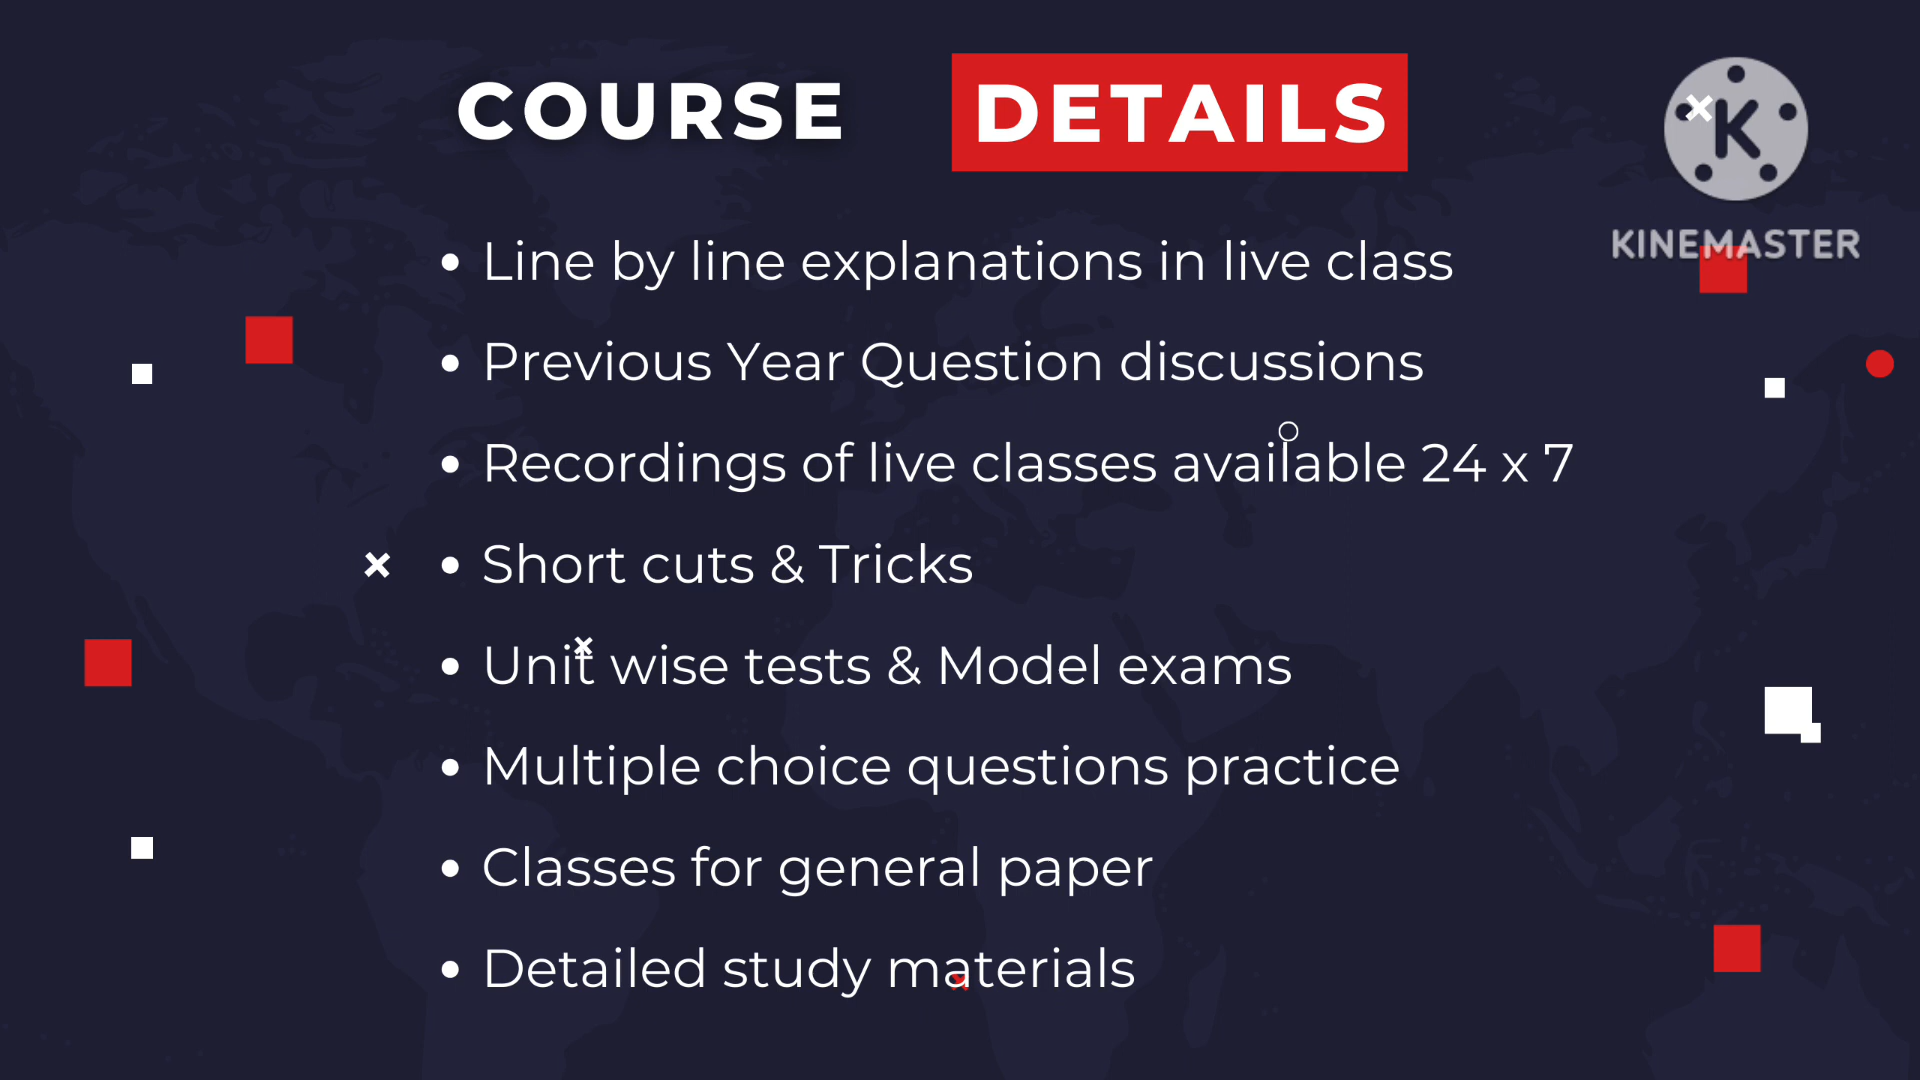 COURSE DETAILS
K
KINEMASTER
• Line by line explanations in live class
• Previous Year Question discussions
• Recordings of live classes available 24 x 7
• Short cuts & Tricks
• Unit wise tests & Model exams
• Multiple choice questions practice
• Classes for general paper
• Detailed study materials